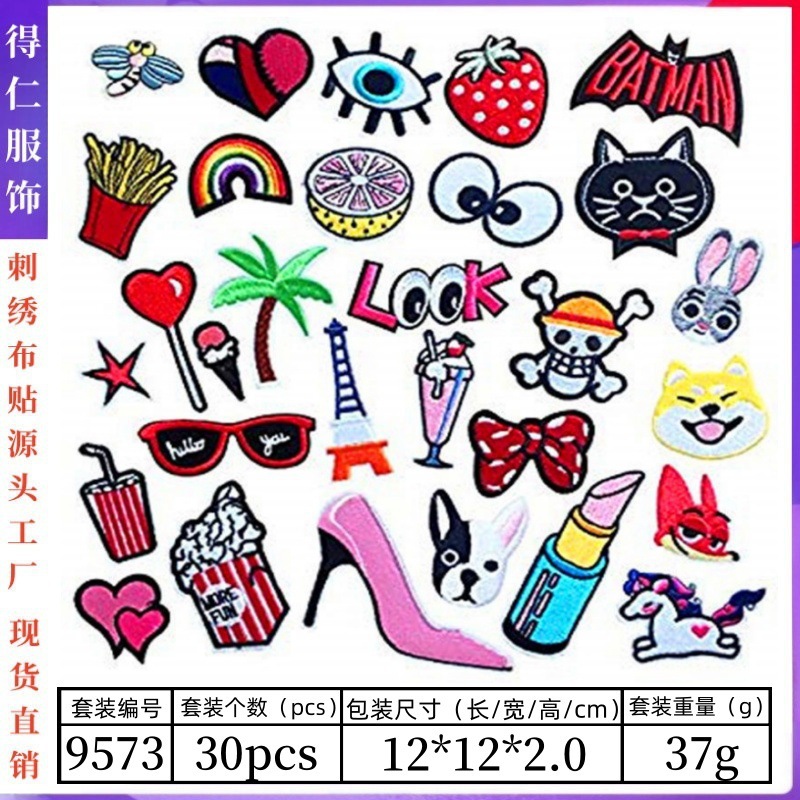 得仁服饰
刺绣布贴源头工厂 现货直销
BATMAN
LOOK
hello you
MORE
FUN
套装编号 套装个数（pcs） 包装尺寸（长/宽/高/cm） 套装重量（g）
9573 30pcs 12*12*2.0 37g